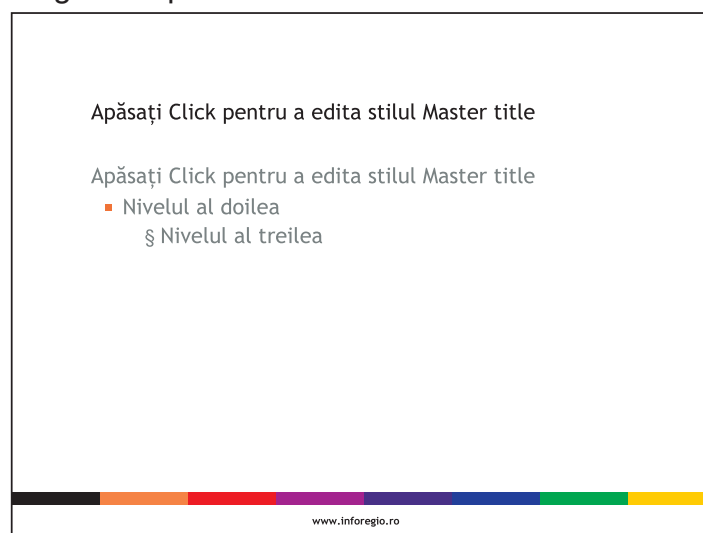 Apăsați Click pentru a edita stilul Master title
Apăsați Click pentru a edita stilul Master title
▪ Nivelul al doilea
§ Nivelul al treilea
www.inforegio.ro